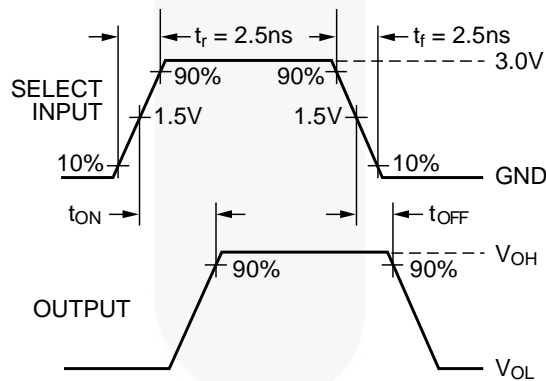 tr = 2.5ns
tf = 2.5ns
3.0V
90%
90%
SELECT
INPUT
1.5V
1.5V
10%
10%
GND
tON
tOFF
VOH
90%
90%
OUTPUT
VOL